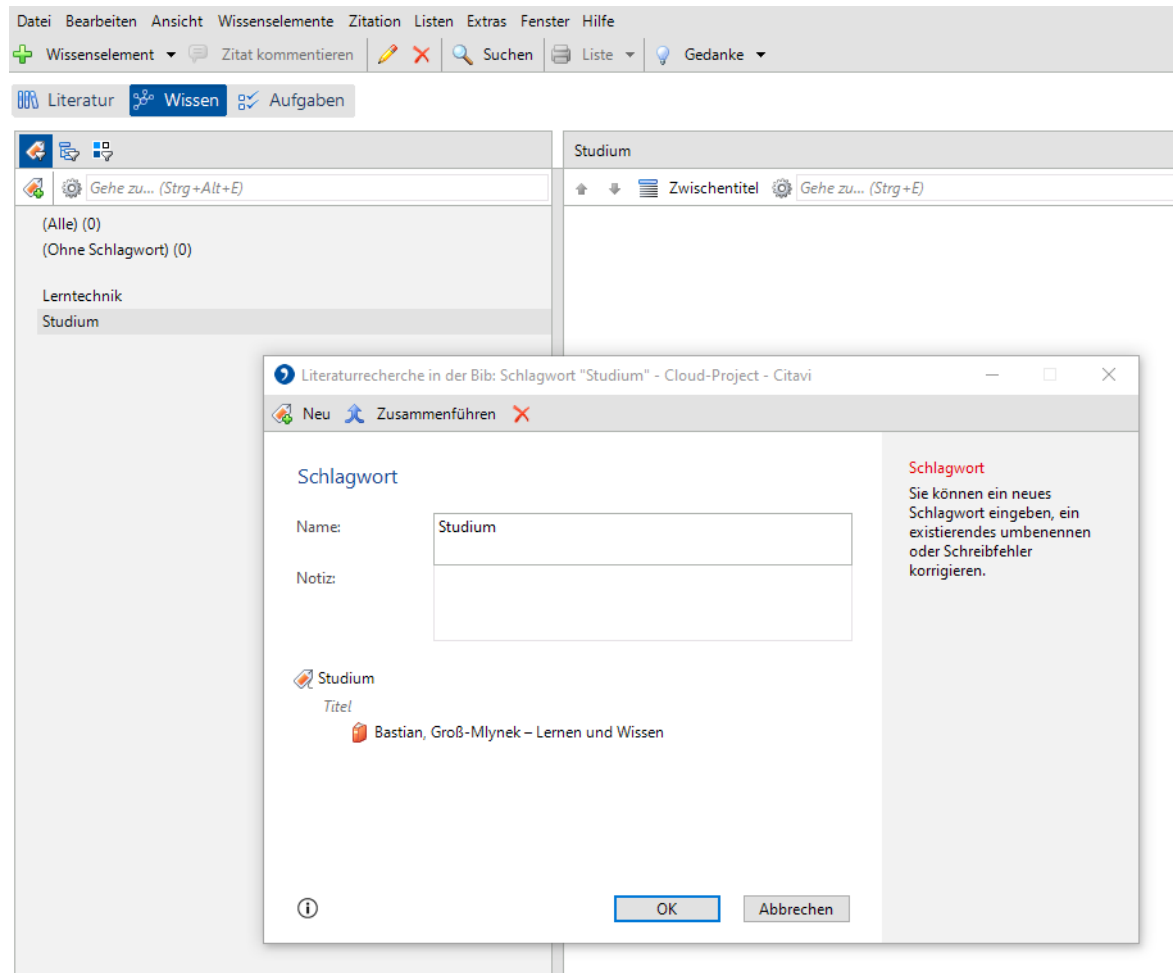 Datei Bearbeiten Ansicht Wissenselemente Zitation Listen Extras Fenster Hilfe
Wissenselement Zitat kommentieren Suchen Liste Gedanke
Literatur Wissen Aufgaben
Studium
Gehe zu... (Strg+Alt+E)
Zwischentitel Gehe zu... (Strg+E)
(Alle) (0)
(Ohne Schlagwort) (0)
Lerntechnik
Studium
Literaturrecherche in der Bib: Schlagwort "Studium" - Cloud-Project - Citavi
Neu Zusammenführen
Schlagwort
Name: Studium
Notiz:
Studium
Titel
Bastian, Groß-Mlynek – Lernen und Wissen
Schlagwort
Sie können ein neues
Schlagwort eingeben, ein
existierendes umbenennen
oder Schreibfehler
korrigieren.
OK Abbrechen